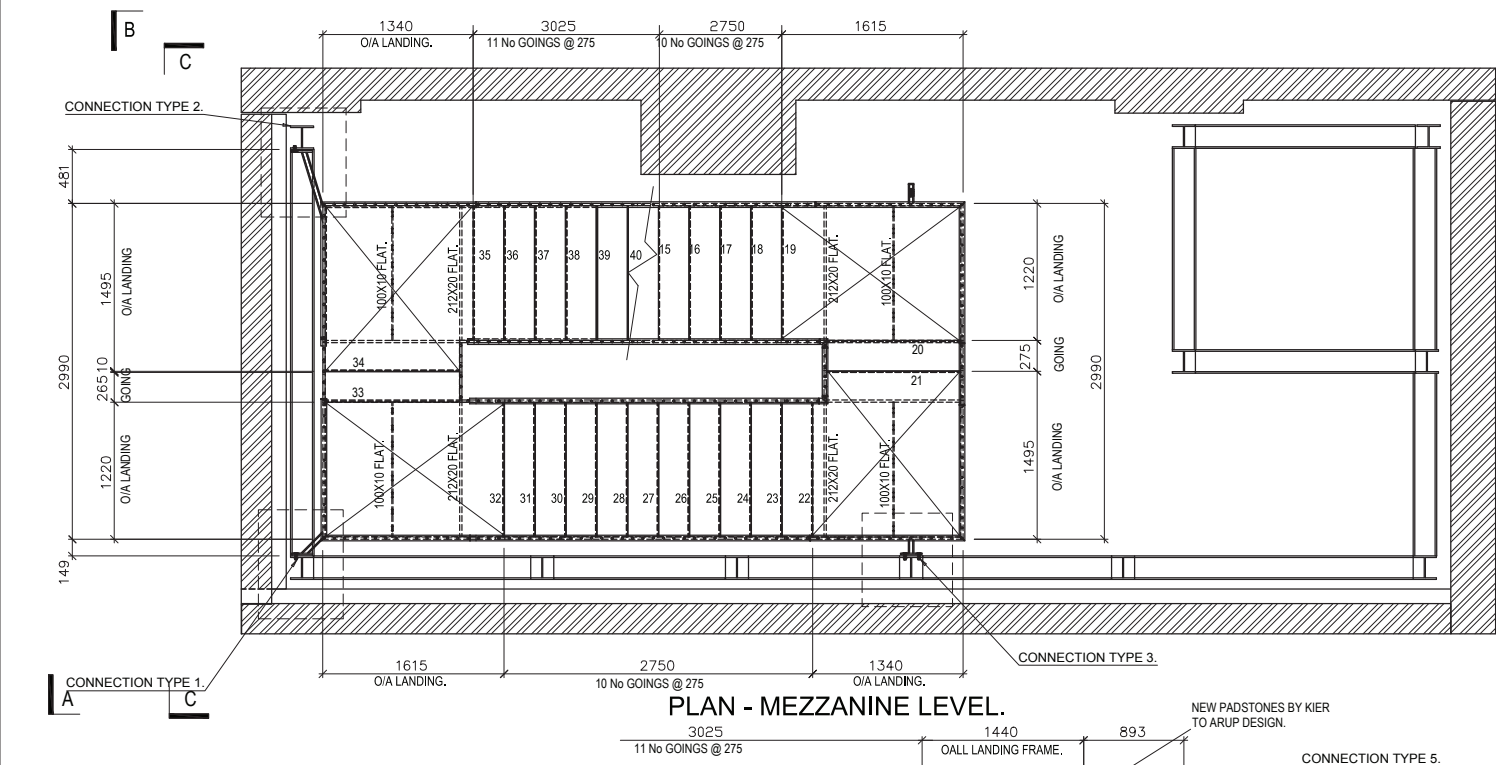 B
C
1340
O/A LANDING.
3025
11 No GOINGS @ 275
2750
10 No GOINGS @ 275
1615
CONNECTION TYPE 2.
481
1495
O/A LANDING
2990
26510
GOING
1220
O/A LANDING
100X10 FLAT.
212X20 FLAT.
35 36 37 38 39 40 15 16 17 18 19
212X20 FLAT.
100X10 FLAT.
1220
O/A LANDING
275
GOING
2990
1495
O/A LANDING
34
33
20
21
100X10 FLAT.
212X20 FLAT.
32 31 30 29 28 27 26 25 24 23 22
212X20 FLAT.
100X10 FLAT.
149
CONNECTION TYPE 1.
A
C
1615
O/A LANDING.
2750
10 No GOINGS @ 275
1340
O/A LANDING.
CONNECTION TYPE 3.
PLAN - MEZZANINE LEVEL.
3025
11 No GOINGS @ 275
1440
OALL LANDING FRAME.
893
NEW PADSTONES BY KIER
TO ARUP DESIGN.
CONNECTION TYPE 5.